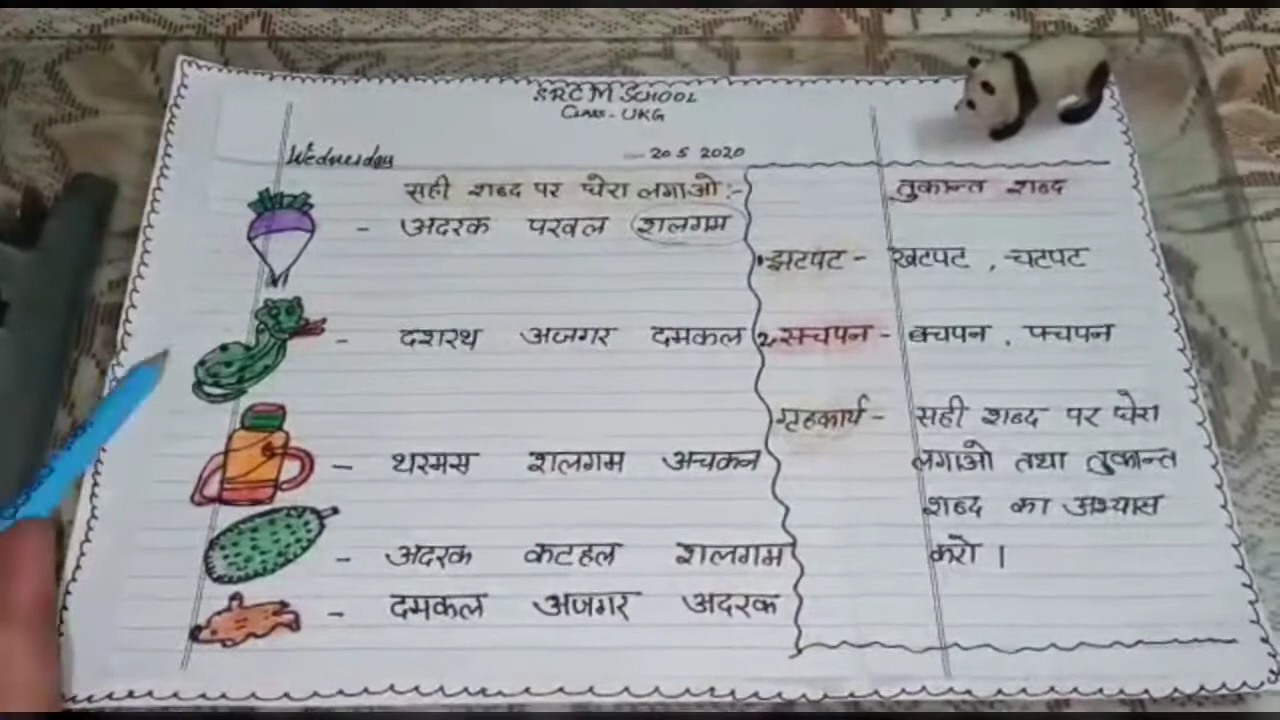 SRCM SCHOOL
Class - UKG
Wednesday
20 5 2020
सही शब्द पर घेरा लगाओ :-
- अदरक परवल शलगम
- दशरथ अजगर दमकल
- थरमस शलगम अचकन
- अदरक कटहल शलगम
- दमकल अजगर अदरक
तुकान्त शब्द
1. झटपट - खटपट , चटपट
2. सचपन - बचपन , पचपन
गृहकार्य - सही शब्द पर घेरा
लगाओ तथा तुकान्त
शब्द का अभ्यास
करो ।